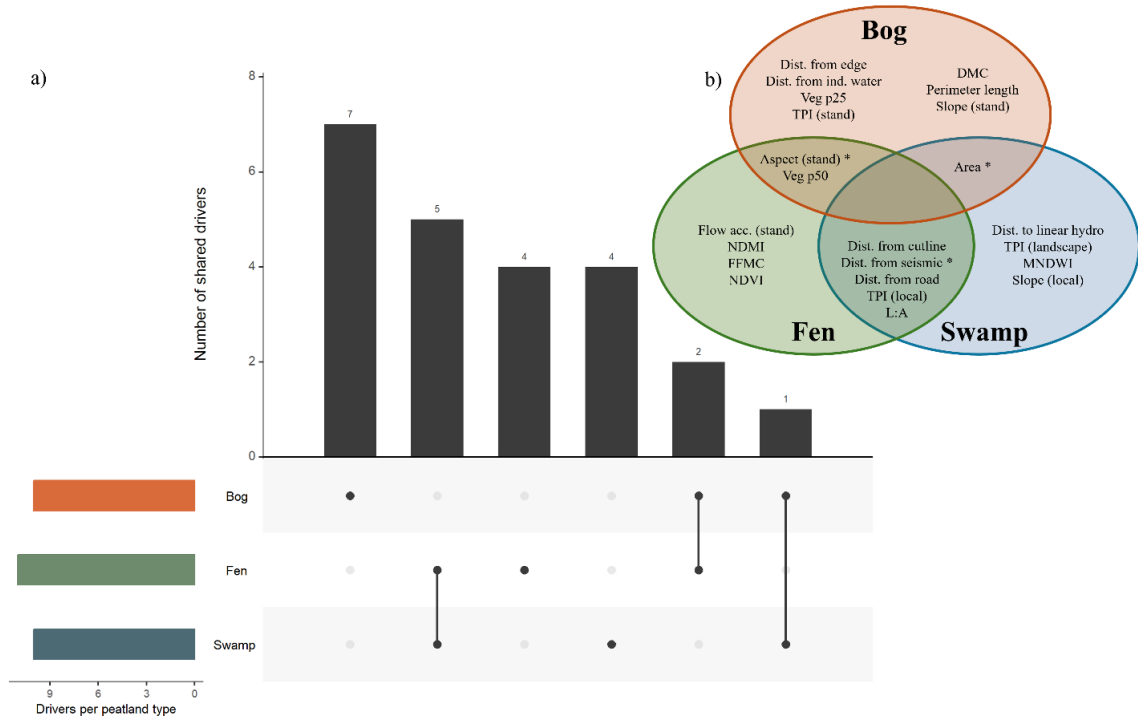 a)
Number of shared drivers
8
6
4
2
0
7
5
4
4
2
1
b)
Bog
Dist. from edge
Dist. from ind. water
Veg p25
TPI (stand)
DMC
Perimeter length
Slope (stand)
Aspect (stand) *
Veg p50
Area *
Flow acc. (stand)
NDMI
FFMC
NDVI
Dist. from cutline
Dist. from seismic *
Dist. from road
TPI (local)
L:A
Dist. to linear hydro
TPI (landscape)
MNDWI
Slope (local)
Fen
Swamp
Bog
Fen
Swamp
9 6 3 0
Drivers per peatland type